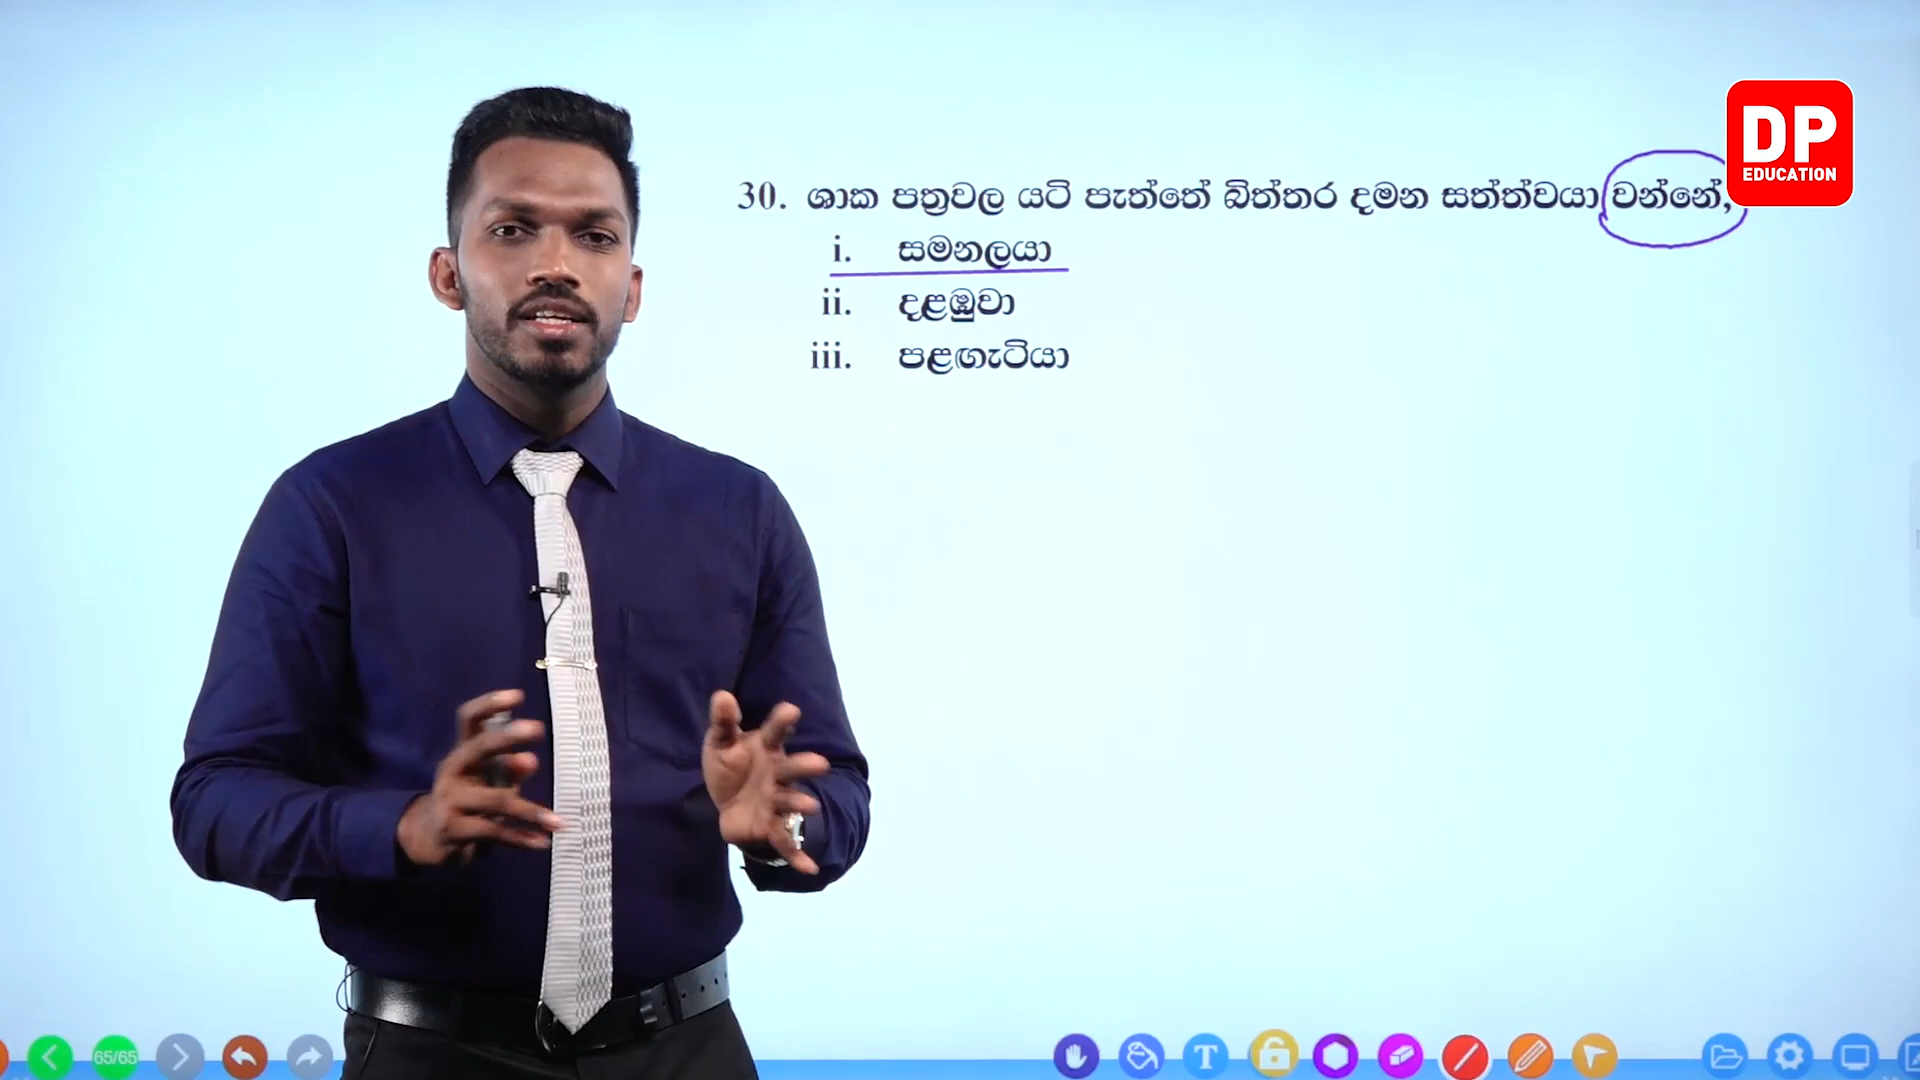 DP
EDUCATION
30. ශාක පත්‍රවල යටි පැත්තේ බිත්තර දමන සත්ත්වයා වන්නේ,
i. සමනලයා
ii. දළඹුවා
iii. පළඟැටියා
65/65
T